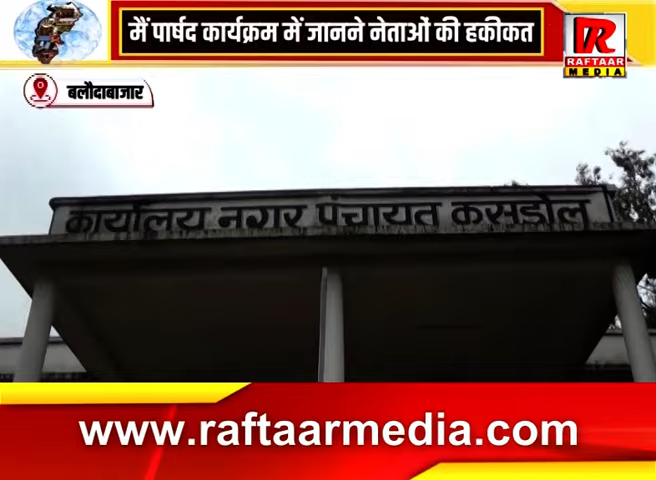 मैं पार्षद कार्यक्रम में जानने नेताओं की हकीकत
R
RAFTAAR
MEDIA
बलौदाबाजार
कार्यालय नगर पंचायत कसडोल
www.raftaarmedia.com